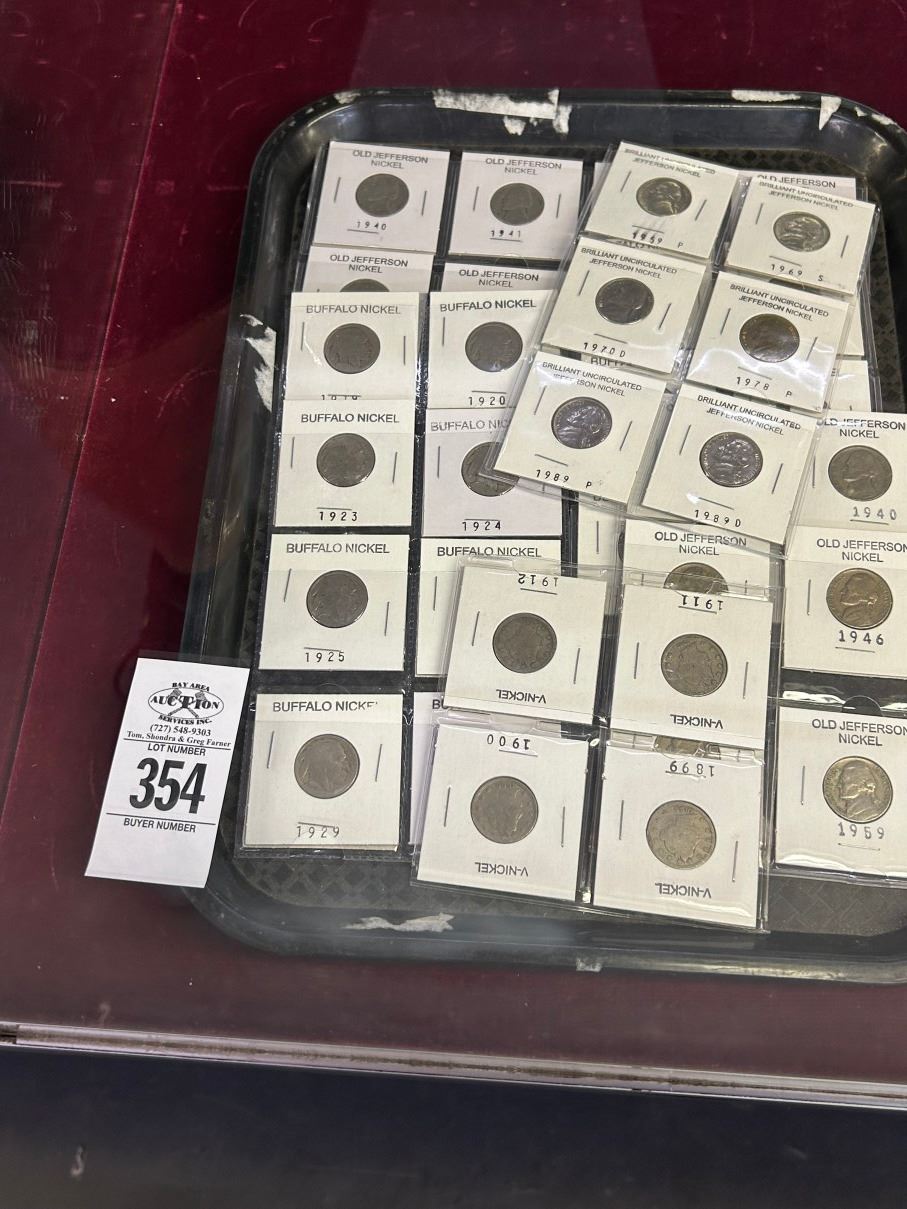 OLD JEFFERSON
NICKEL
1940
OLD JEFFERSON
NICKEL
1941
BRILLIANT UNCIRCULATED
JEFFERSON NICKEL
1959 P
OLD JEFFERSON
BRILLIANT UNCIRCULATED
JEFFERSON NICKEL
1969 S
OLD JEFFERSON
NICKEL
OLD JEFFERSON
NICKEL
BRILLIANT UNCIRCULATED
JEFFERSON NICKEL
1970 D
BRILLIANT UNCIRCULATED
JEFFERSON NICKEL
1978 P
BUFFALO NICKEL
BUFFALO NICKEL
1920
BRILLIANT UNCIRCULATED
JEFFERSON NICKEL
1989 P
BRILLIANT UNCIRCULATED
JEFFERSON NICKEL
1989 D
BUFFALO NICKEL
1923
BUFFALO
1924
OLD JEFFERSON
NICKEL
1940
BUFFALO NICKEL
1925
BUFFALO NICKEL
OLD JEFFERSON
NICKEL
OLD JEFFERSON
NICKEL
1946
1912
V-NICKEL
1911
V-NICKEL
BUFFALO NICKEL
1929
1900
V-NICKEL
1899
V-NICKEL
OLD JEFFERSON
NICKEL
1959
BAY AREA
AUCTION
SERVICES INC.
(727) 548-9303
Tom, Shondra & Greg Farner
LOT NUMBER
354
BUYER NUMBER